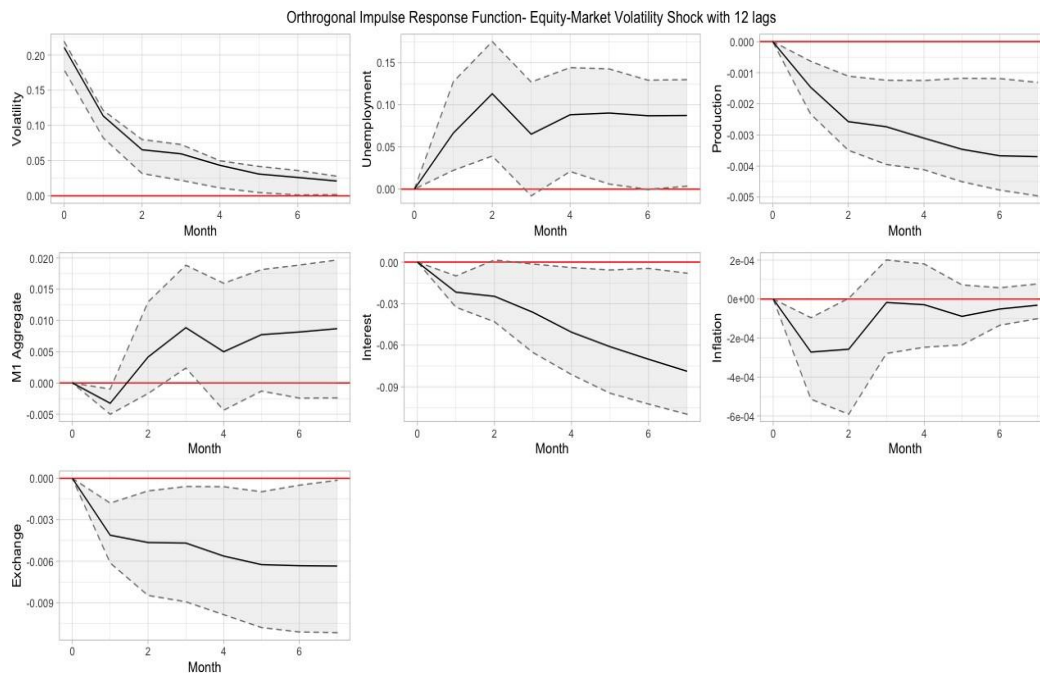 Orthrogonal Impulse Response Function- Equity-Market Volatility Shock with 12 lags
Volatility
0.20
0.15
0.10
0.05
0.00
0 2 4 6
Month
Unemployment
0.15
0.10
0.05
0.00
0 2 4 6
Month
Production
0.000
-0.001
-0.002
-0.003
-0.004
-0.005
0 2 4 6
Month
M1 Aggregate
0.020
0.015
0.010
0.005
0.000
-0.005
0 2 4 6
Month
Interest
0.00
-0.03
-0.06
-0.09
0 2 4 6
Month
Inflation
2e-04
0e+00
-2e-04
-4e-04
-6e-04
0 2 4 6
Month
Exchange
0.000
-0.003
-0.006
-0.009
0 2 4 6
Month